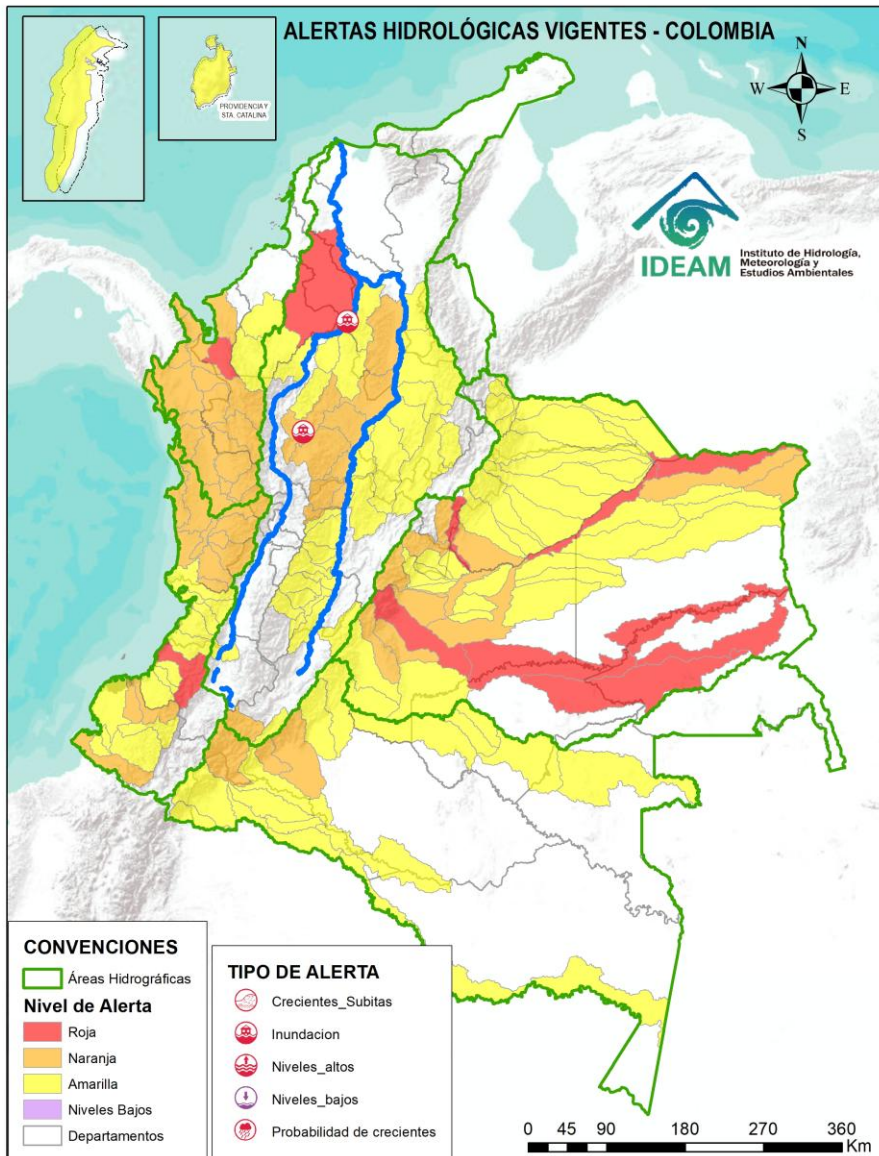 ALERTAS HIDROLÓGICAS VIGENTES - COLOMBIA
PROVIDENCIA Y
STA. CATALINA
N
W E
S
IDEAM
Instituto de Hidrología,
Meteorología y
Estudios Ambientales
CONVENCIONES
Áreas Hidrográficas
Nivel de Alerta
Roja
Naranja
Amarilla
Niveles Bajos
Departamentos
TIPO DE ALERTA
Crecientes_Subitas
Inundacion
Niveles_altos
Niveles_bajos
Probabilidad de crecientes
0 45 90 180 270 360
Km